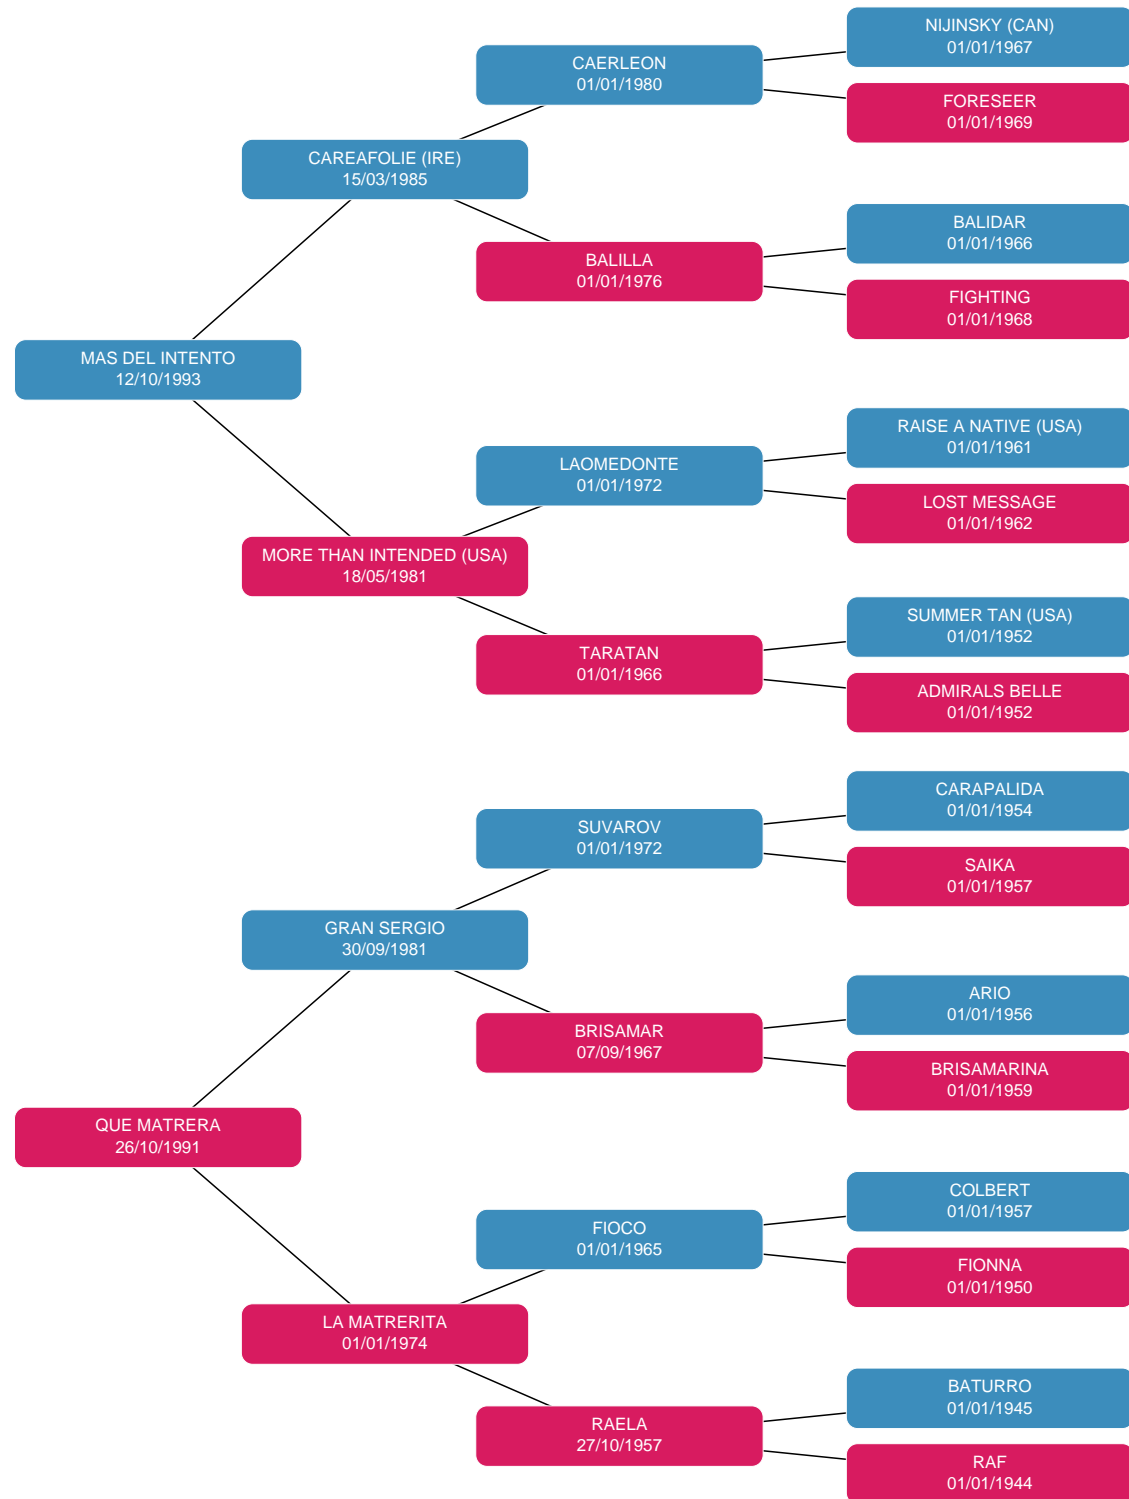 NIJINSKY (CAN)
01/01/1967
CAERLEON
01/01/1980
FORESEER
01/01/1969
CAREAFOLIE (IRE)
15/03/1985
BALIDAR
01/01/1966
BALILLA
01/01/1976
FIGHTING
01/01/1968
MAS DEL INTENTO
12/10/1993
RAISE A NATIVE (USA)
01/01/1961
LAOMEDONTE
01/01/1972
LOST MESSAGE
01/01/1962
MORE THAN INTENDED (USA)
18/05/1981
SUMMER TAN (USA)
01/01/1952
TARATAN
01/01/1966
ADMIRALS BELLE
01/01/1952
CARAPALIDA
01/01/1954
SUVAROV
01/01/1972
SAIKA
01/01/1957
GRAN SERGIO
30/09/1981
ARIO
01/01/1956
BRISAMAR
07/09/1967
BRISAMARINA
01/01/1959
QUE MATRERA
26/10/1991
COLBERT
01/01/1957
FIOCO
01/01/1965
FIONNA
01/01/1950
LA MATRERITA
01/01/1974
BATURRO
01/01/1945
RAELA
27/10/1957
RAF
01/01/1944